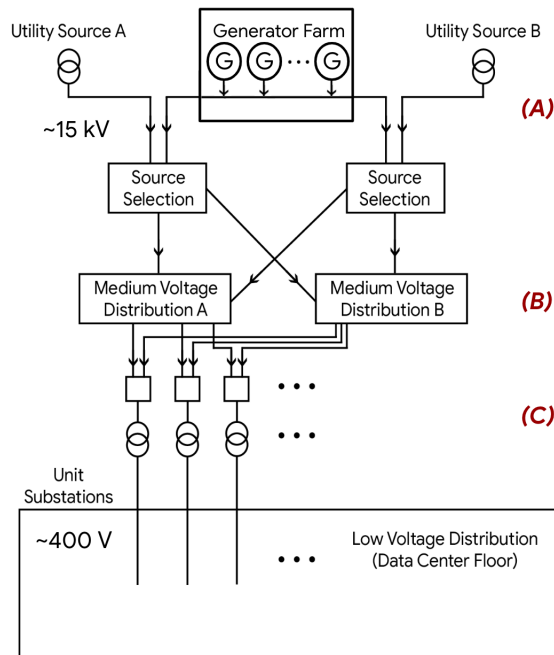 Utility Source A
Generator Farm
Utility Source B
G G ••• G
(A)
~15 kV
Source
Selection
Source
Selection
Medium Voltage
Distribution A
Medium Voltage
Distribution B
(B)
•••
(C)
•••
Unit
Substations
~400 V
•••
Low Voltage Distribution
(Data Center Floor)